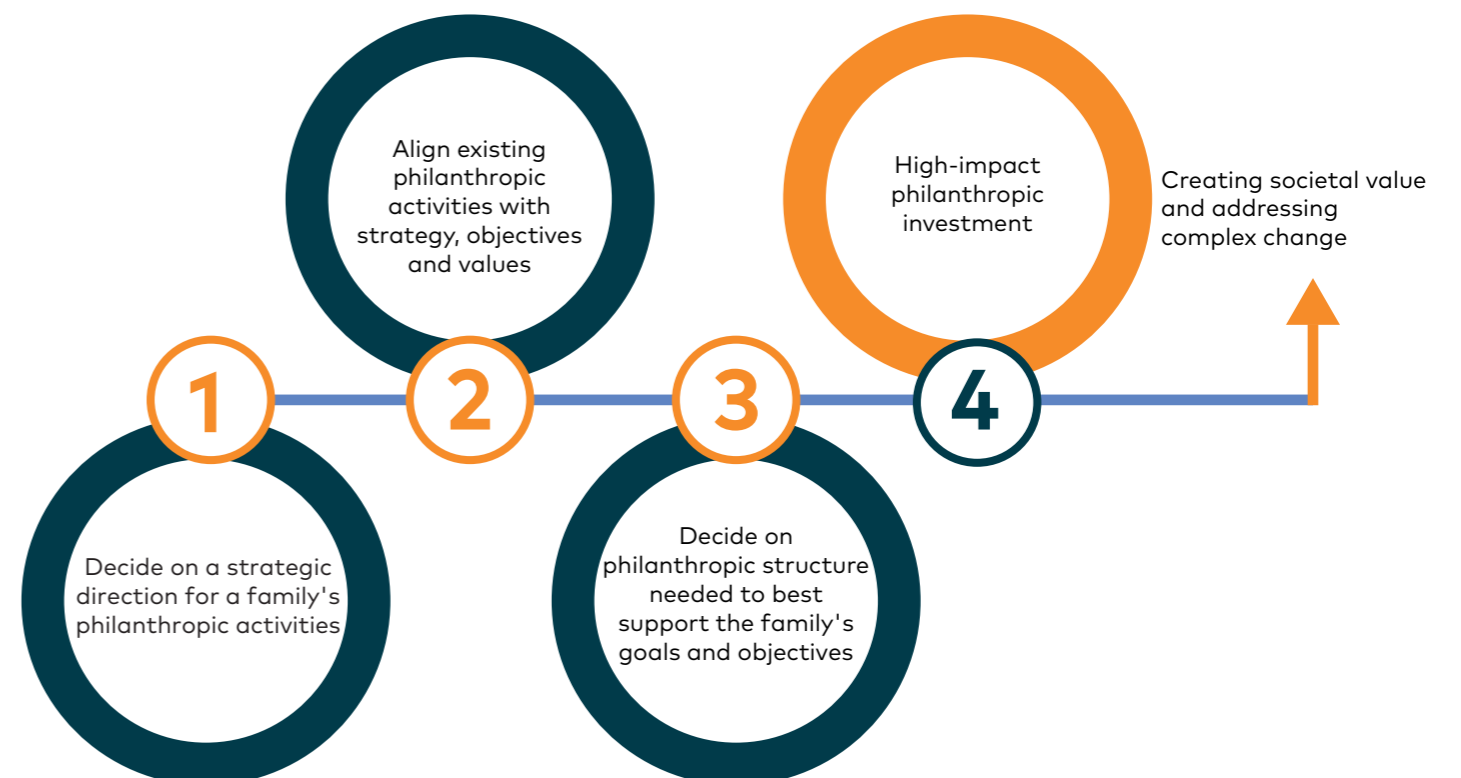 1
Decide on a strategic
direction for a family's
philanthropic activities
2
Align existing
philanthropic
activities with
strategy, objectives
and values
3
Decide on
philanthropic structure
needed to best
support the family's
goals and objectives
4
High-impact
philanthropic
investment
Creating societal value
and addressing
complex change